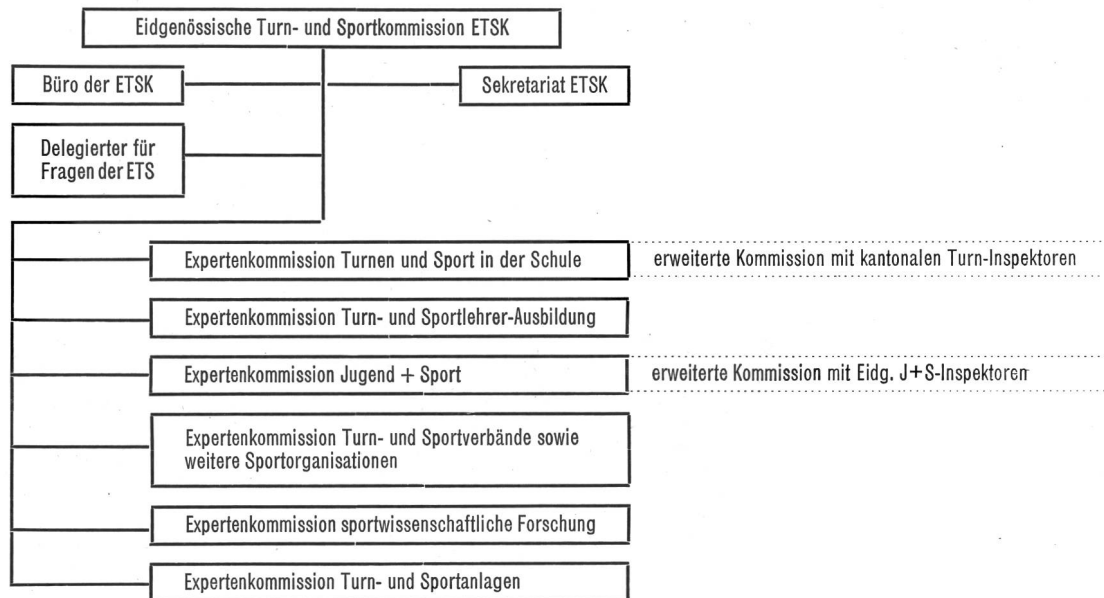 Eidgenössische Turn- und Sportkommission ETSK
Büro der ETSK
Sekretariat ETSK
Delegierter für
Fragen der ETS
Expertenkommission Turnen und Sport in der Schule
erweiterte Kommission mit kantonalen Turn-Inspektoren
Expertenkommission Turn- und Sportlehrer-Ausbildung
Expertenkommission Jugend + Sport
erweiterte Kommission mit Eidg. J+S-Inspektoren
Expertenkommission Turn- und Sportverbände sowie
weitere Sportorganisationen
Expertenkommission sportwissenschaftliche Forschung
Expertenkommission Turn- und Sportanlagen